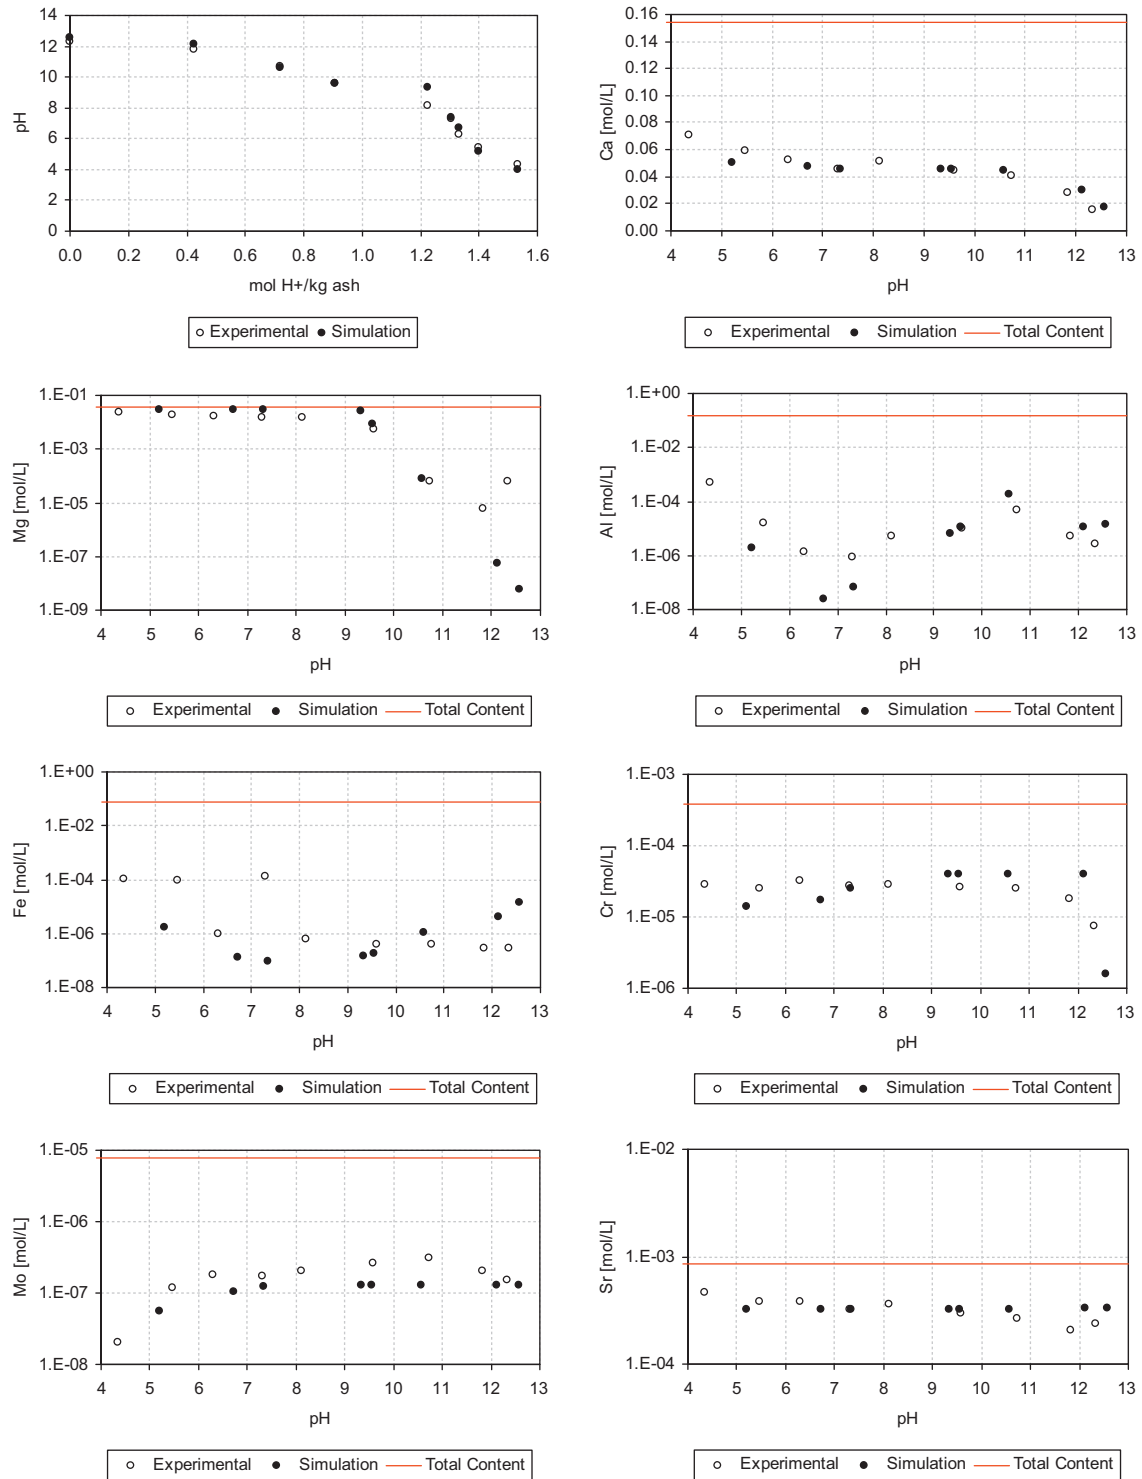 pH
14
12
10
8
6
4
2
0
0.0 0.2 0.4 0.6 0.8 1.0 1.2 1.4 1.6
mol H+/kg ash
Experimental Simulation
Ca [mol/L]
0.16
0.14
0.12
0.10
0.08
0.06
0.04
0.02
0.00
4 5 6 7 8 9 10 11 12 13
pH
Experimental Simulation Total Content
Mg [mol/L]
1.E-01
1.E-03
1.E-05
1.E-07
1.E-09
4 5 6 7 8 9 10 11 12 13
pH
Experimental Simulation Total Content
Al [mol/L]
1.E+00
1.E-02
1.E-04
1.E-06
1.E-08
4 5 6 7 8 9 10 11 12 13
pH
Experimental Simulation Total Content
Fe [mol/L]
1.E+00
1.E-02
1.E-04
1.E-06
1.E-08
4 5 6 7 8 9 10 11 12 13
pH
Experimental Simulation Total Content
Cr [mol/L]
1.E-03
1.E-04
1.E-05
1.E-06
4 5 6 7 8 9 10 11 12 13
pH
Experimental Simulation Total Content
Mo [mol/L]
1.E-05
1.E-06
1.E-07
1.E-08
4 5 6 7 8 9 10 11 12 13
pH
Experimental Simulation Total Content
Sr [mol/L]
1.E-02
1.E-03
1.E-04
4 5 6 7 8 9 10 11 12 13
pH
Experimental Simulation Total Content